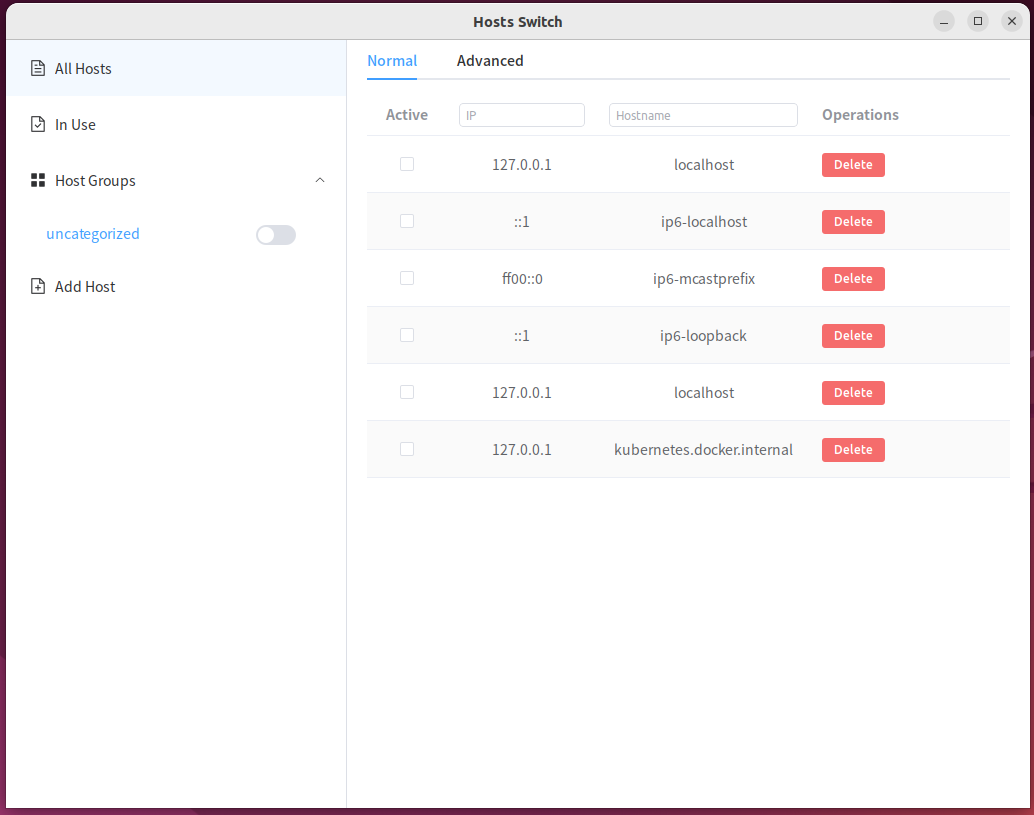 Hosts Switch
All Hosts
In Use
Host Groups
uncategorized
Add Host
Normal Advanced
Active IP Hostname Operations
127.0.0.1 localhost Delete
::1 ip6-localhost Delete
ff00::0 ip6-mcastprefix Delete
::1 ip6-loopback Delete
127.0.0.1 localhost Delete
127.0.0.1 kubernetes.docker.internal Delete